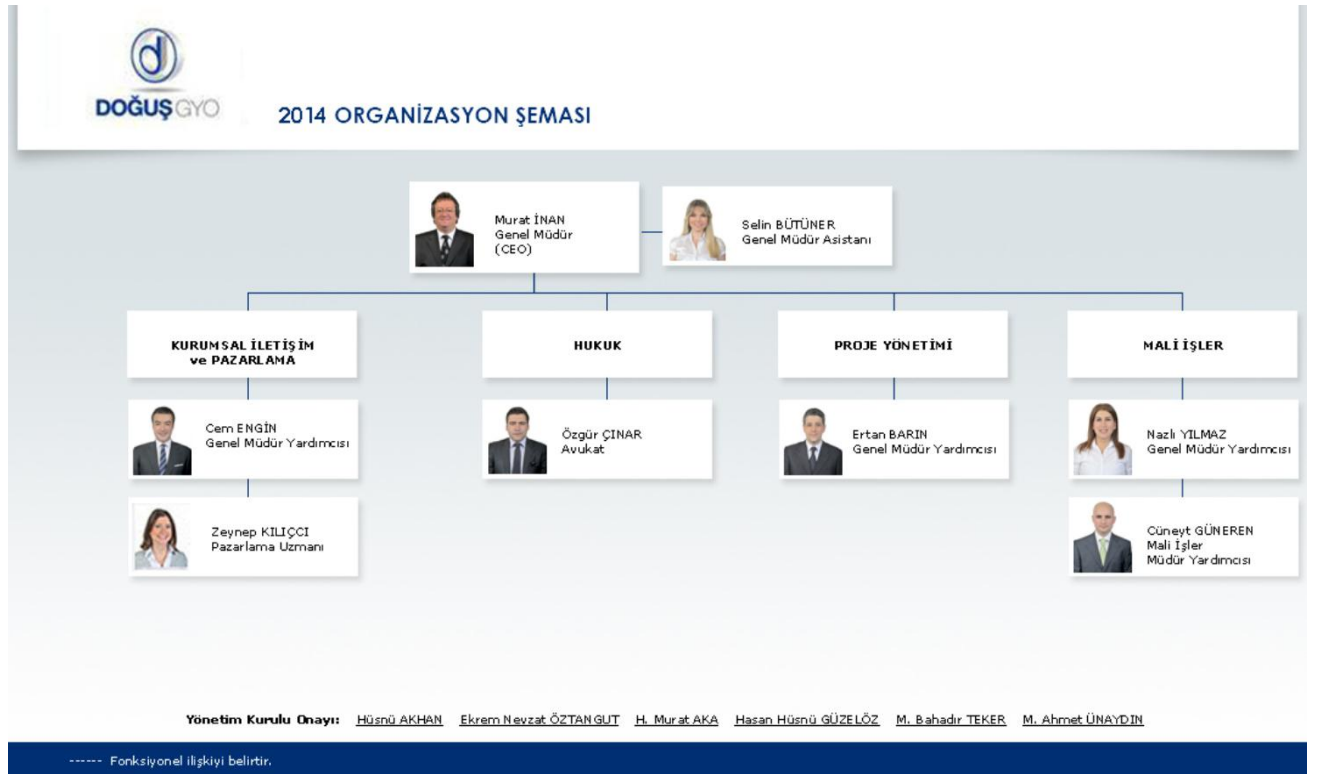 d
DOĞUŞ GYO
2014 ORGANİZASYON ŞEMASI
Murat İNAN
Genel Müdür
(CEO)
Selin BÜTÜNER
Genel Müdür Asistanı
KURUMSAL İLETİŞİM
ve PAZARLAMA
HUKUK
PROJE YÖNETİMİ
MALİ İŞLER
Cem ENGİN
Genel Müdür Yardımcısı
Özgür ÇINAR
Avukat
Ertan BARIN
Genel Müdür Yardımcısı
Nazlı YILMAZ
Genel Müdür Yardımcısı
Zeynep KILIÇCI
Pazarlama Uzmanı
Cüneyt GÜNEREN
Mali İşler
Müdür Yardımcısı
Yönetim Kurulu Onayı: Hüsnü AKHAN Ekrem Nevzat ÖZTANGUT H. Murat AKA Hasan Hüsnü GÜZELÖZ M. Bahadır TEKER M. Ahmet ÜNAYDIN
------ Fonksiyonel ilişkiyi belirtir.